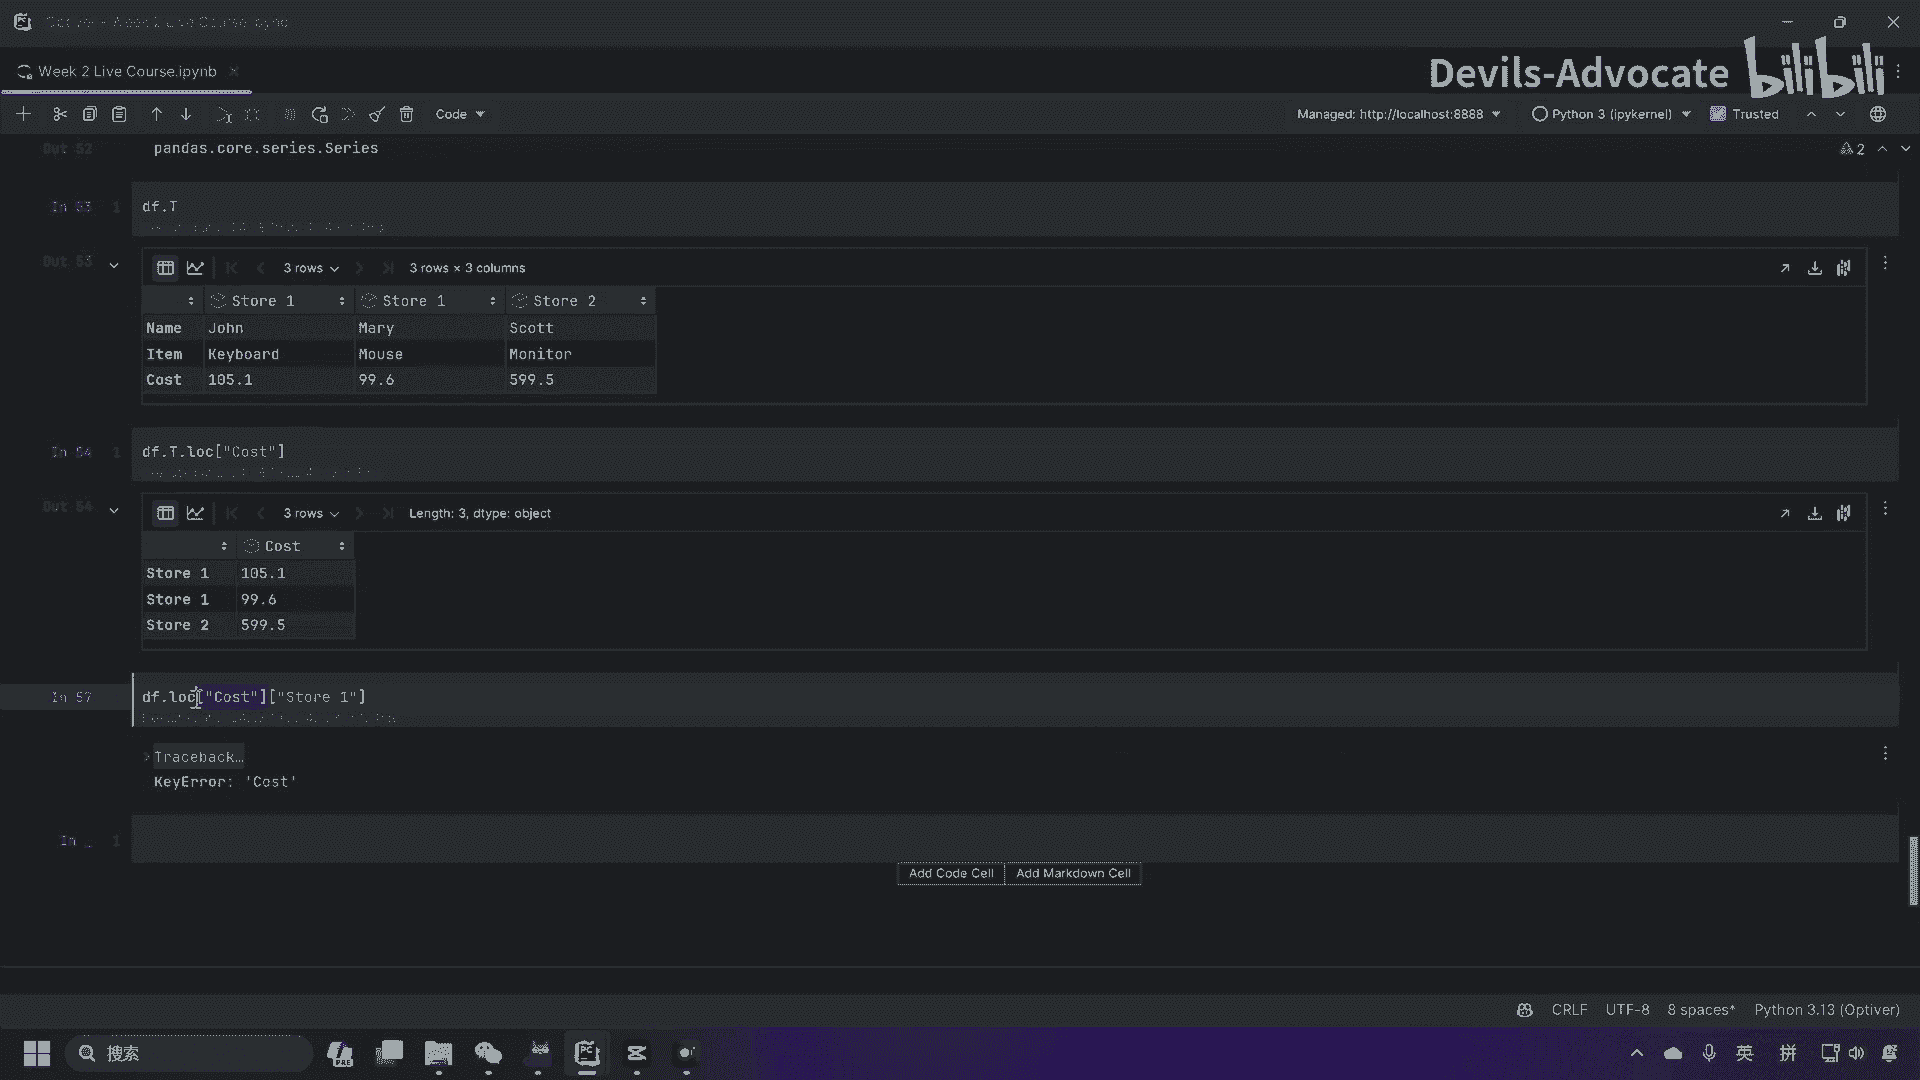 Week 2 Live Course.ipynb
Devils-Advocate bilibili
Code
Managed: http://localhost:8888
Python 3 (ipykernel)
Trusted
Out 52
pandas.core.series.Series
2
In 53
1
df.T
Out 53
3 rows
3 rows × 3 columns
Store 1 Store 1 Store 2
Name John Mary Scott
Item Keyboard Mouse Monitor
Cost 105.1 99.6 599.5
In 54
1
df.T.loc["Cost"]
Out 54
3 rows
Length: 3, dtype: object
Cost
Store 1 105.1
Store 1 99.6
Store 2 599.5
In 57
df.loc["Cost"]["Store 1"]
Traceback…
KeyError: 'Cost'
In _
1
Add Code Cell
Add Markdown Cell
CRLF
UTF-8
8 spaces*
Python 3.13 (Optiver)
搜索
英
拼